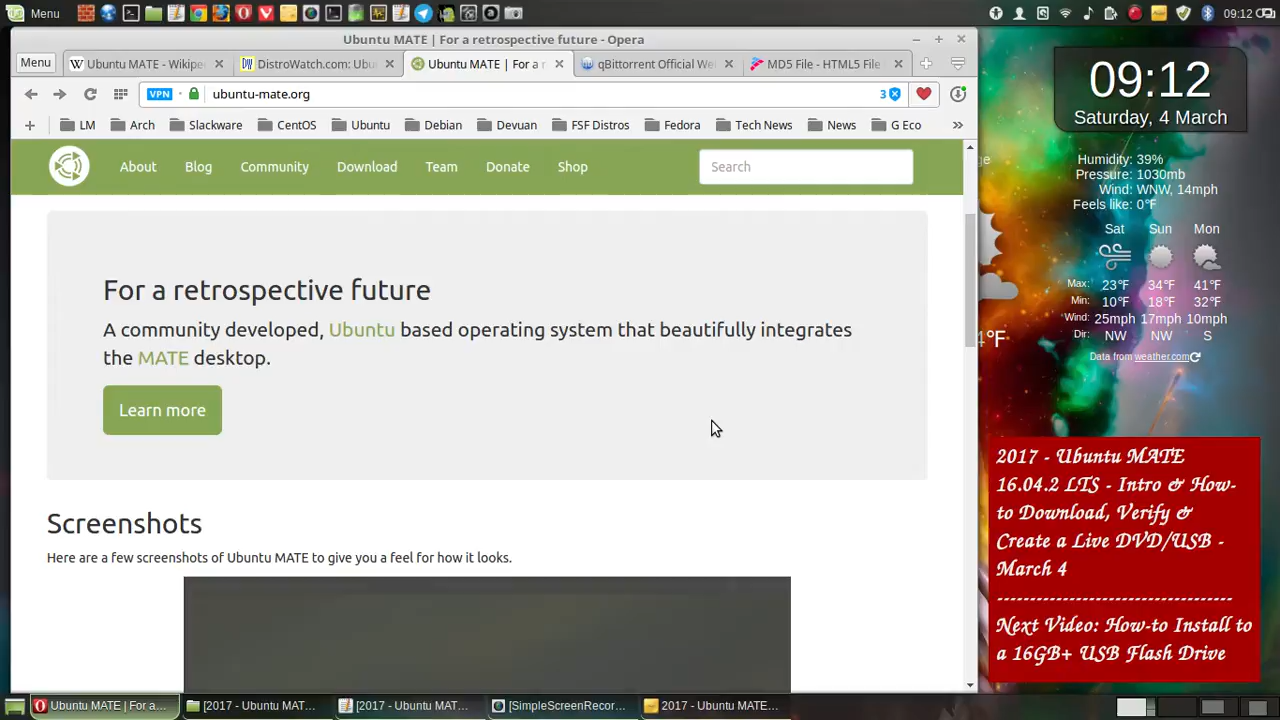 Menu
09:12
Ubuntu MATE | For a retrospective future - Opera
Menu
Ubuntu MATE - Wikipe
DistroWatch.com: Ubu
Ubuntu MATE | For a r
qBittorrent Official We
MD5 File - HTML5 File
VPN
ubuntu-mate.org
3
LM
Arch
Slackware
CentOS
Ubuntu
Debian
Devuan
FSF Distros
Fedora
Tech News
News
G Eco
»
About
Blog
Community
Download
Team
Donate
Shop
Search
For a retrospective future
A community developed, Ubuntu based operating system that beautifully integrates
the MATE desktop.
Learn more
Screenshots
Here are a few screenshots of Ubuntu MATE to give you a feel for how it looks.
09:12
Saturday, 4 March
Humidity: 39%
Pressure: 1030mb
Wind: WNW, 14mph
Feels like: 0°F
Sat Sun Mon
Max: 23°F 34°F 41°F
Min: 10°F 18°F 32°F
Wind: 25mph 17mph 10mph
Dir: NW NW S
Data from weather.com
2017 - Ubuntu MATE
16.04.2 LTS - Intro & How-
to Download, Verify &
Create a Live DVD/USB -
March 4
-----------------------------------
Next Video: How-to Install to
a 16GB+ USB Flash Drive
Ubuntu MATE | For a...
[2017 - Ubuntu MAT...
[2017 - Ubuntu MAT...
[SimpleScreenRecor...
2017 - Ubuntu MATE...